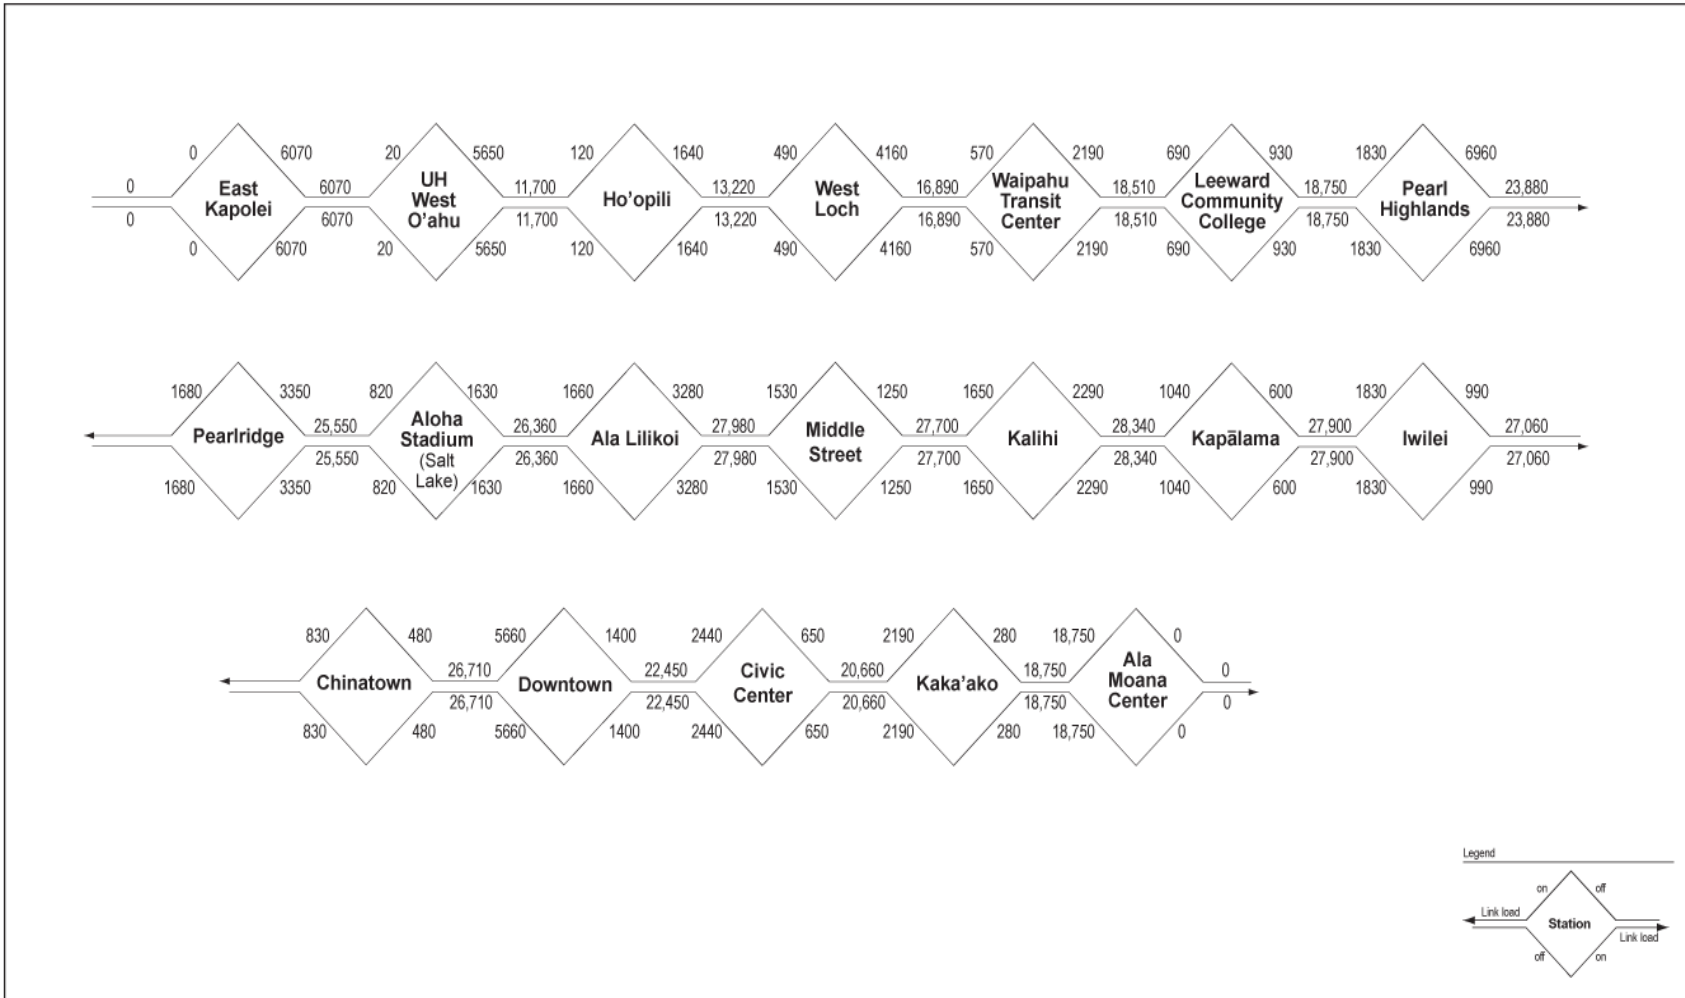 0 6070 20 5650 120 1640 490 4160 570 2190 690 930 1830 6960
0 6070 11,700 13,220 16,890 18,510 18,750 23,880
East
Kapolei
UH
West
O'ahu
Ho'opili
West
Loch
Waipahu
Transit
Center
Leeward
Community
College
Pearl
Highlands
0 6070 11,700 13,220 16,890 18,510 18,750 23,880
0 6070 20 5650 120 1640 490 4160 570 2190 690 930 1830 6960
1680 3350 820 1630 1660 3280 1530 1250 1650 2290 1040 600 1830 990
25,550 26,360 27,980 27,700 28,340 27,900 27,060
Pearlridge
Aloha
Stadium
(Salt
Lake)
Ala Lilikoi
Middle
Street
Kalihi
Kapālama
Iwilei
25,550 26,360 27,980 27,700 28,340 27,900 27,060
1680 3350 820 1630 1660 3280 1530 1250 1650 2290 1040 600 1830 990
830 480 5660 1400 2440 650 2190 280 18,750 0
26,710 22,450 20,660 18,750 0
Chinatown
Downtown
Civic
Center
Kaka'ako
Ala
Moana
Center
26,710 22,450 20,660 18,750 0
830 480 5660 1400 2440 650 2190 280 18,750 0
Legend
on off
Link load
Station
Link load
off on